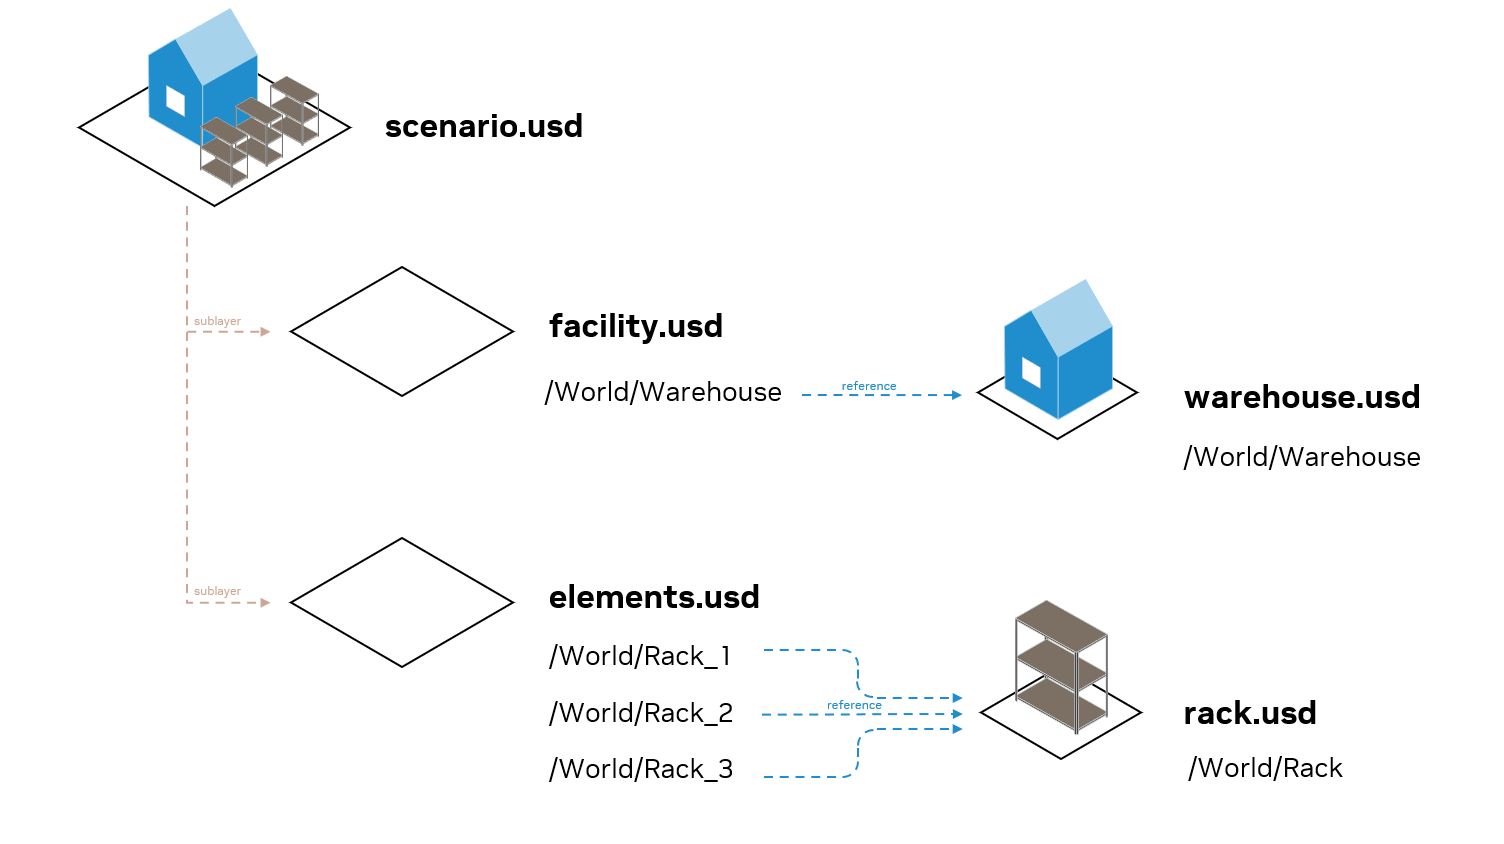 scenario.usd
sublayer
facility.usd
/World/Warehouse
reference
warehouse.usd
/World/Warehouse
sublayer
elements.usd
/World/Rack_1
/World/Rack_2
reference
/World/Rack_3
rack.usd
/World/Rack